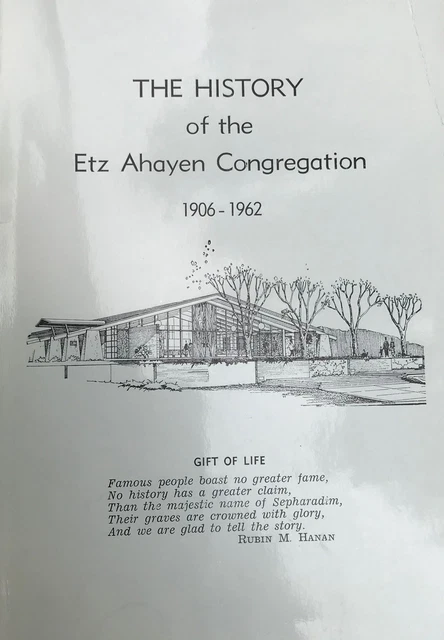 THE HISTORY
of the
Etz Ahayen Congregation
1906-1962
GIFT OF LIFE
Famous people boast no greater fame,
No history has a greater claim,
Than the majestic name of Sepharadim,
Their graves are crowned with glory,
And we are glad to tell the story.
RUBIN M. HANAN